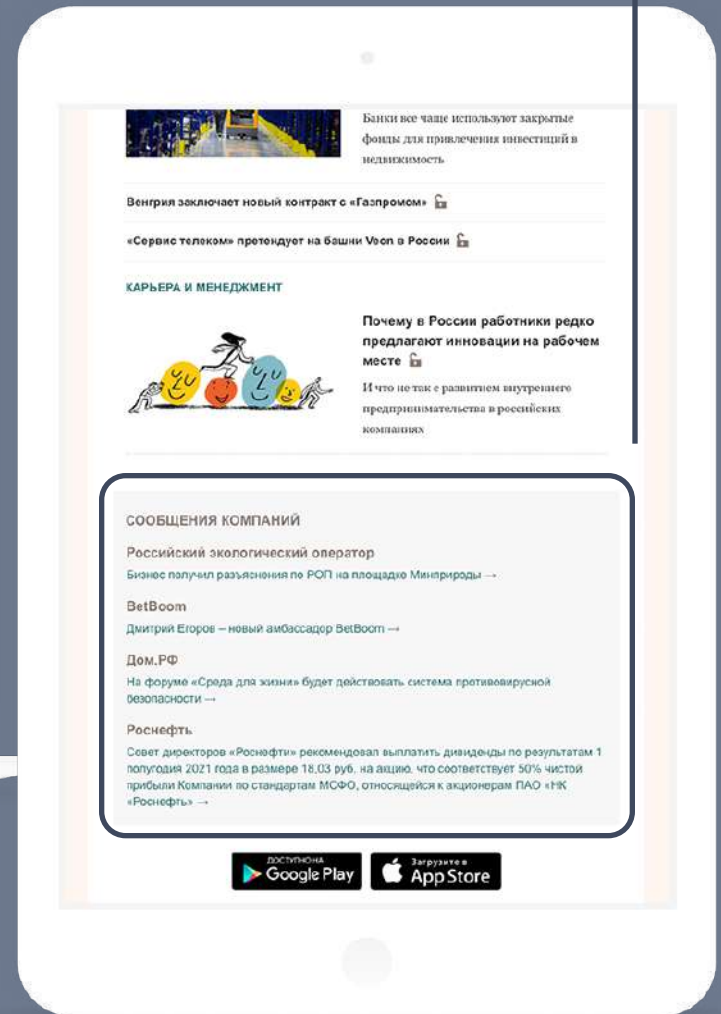 Банки все чаще используют закрытые
фонды для привлечения инвестиций в
недвижимость
Венгрия заключает новый контракт с «Газпромом»
«Сервис телеком» претендует на башни Veon в России
КАРЬЕРА И МЕНЕДЖМЕНТ
Почему в России работники редко
предлагают инновации на рабочем
месте
И что не так с развитием внутреннего
предпринимательства в российских
компаниях
СООБЩЕНИЯ КОМПАНИЙ
Российский экологический оператор
Бизнес получил разъяснения по РОП на площадке Минприроды →
BetBoom
Дмитрий Егоров – новый амбассадор BetBoom →
Дом.РФ
На форуме «Среда для жизни» будет действовать система противовирусной
безопасности →
Роснефть
Совет директоров «Роснефти» рекомендовал выплатить дивиденды по результатам 1
полугодия 2021 года в размере 18,03 руб. на акцию, что соответствует 50% чистой
прибыли Компании по стандартам МСФО, относящейся к акционерам ПАО «НК
«Роснефть» →
ДОСТУПНО НА
Google Play
Загрузите в
App Store